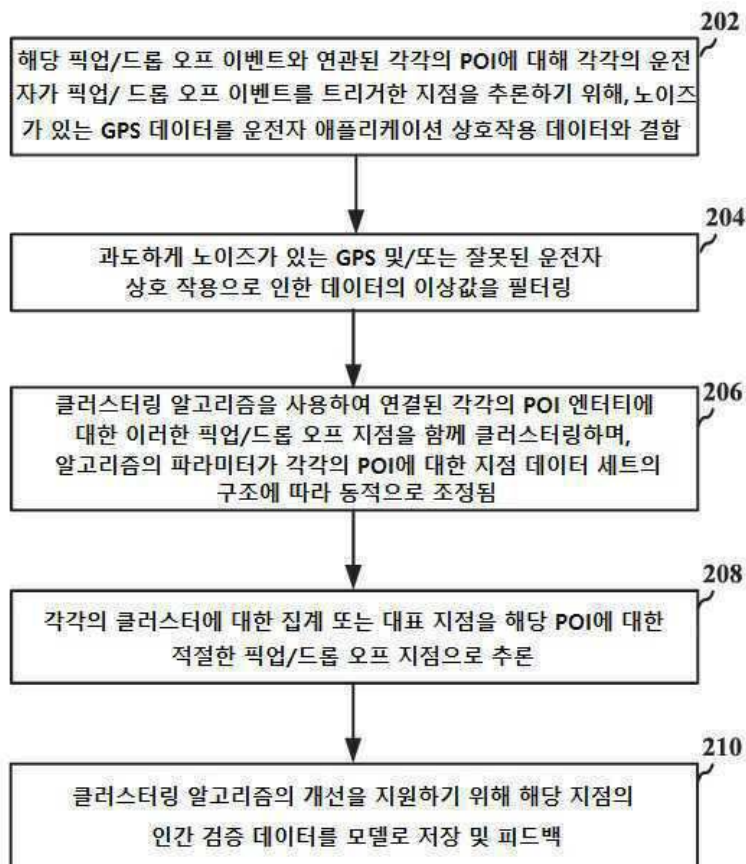 202
해당 픽업/드롭 오프 이벤트와 연관된 각각의 POI에 대해 각각의 운전
자가 픽업/ 드롭 오프 이벤트를 트리거한 지점을 추론하기 위해, 노이즈
가 있는 GPS 데이터를 운전자 애플리케이션 상호작용 데이터와 결합
204
과도하게 노이즈가 있는 GPS 및/또는 잘못된 운전자
상호 작용으로 인한 데이터의 이상값을 필터링
206
클러스터링 알고리즘을 사용하여 연결된 각각의 POI 엔터티에
대한 이러한 픽업/드롭 오프 지점을 함께 클러스터링하며,
알고리즘의 파라미터가 각각의 POI에 대한 지점 데이터 세트의
구조에 따라 동적으로 조정됨
208
각각의 클러스터에 대한 집계 또는 대표 지점을 해당 POI에 대한
적절한 픽업/드롭 오프 지점으로 추론
210
클러스터링 알고리즘의 개선을 지원하기 위해 해당 지점의
인간 검증 데이터를 모델로 저장 및 피드백